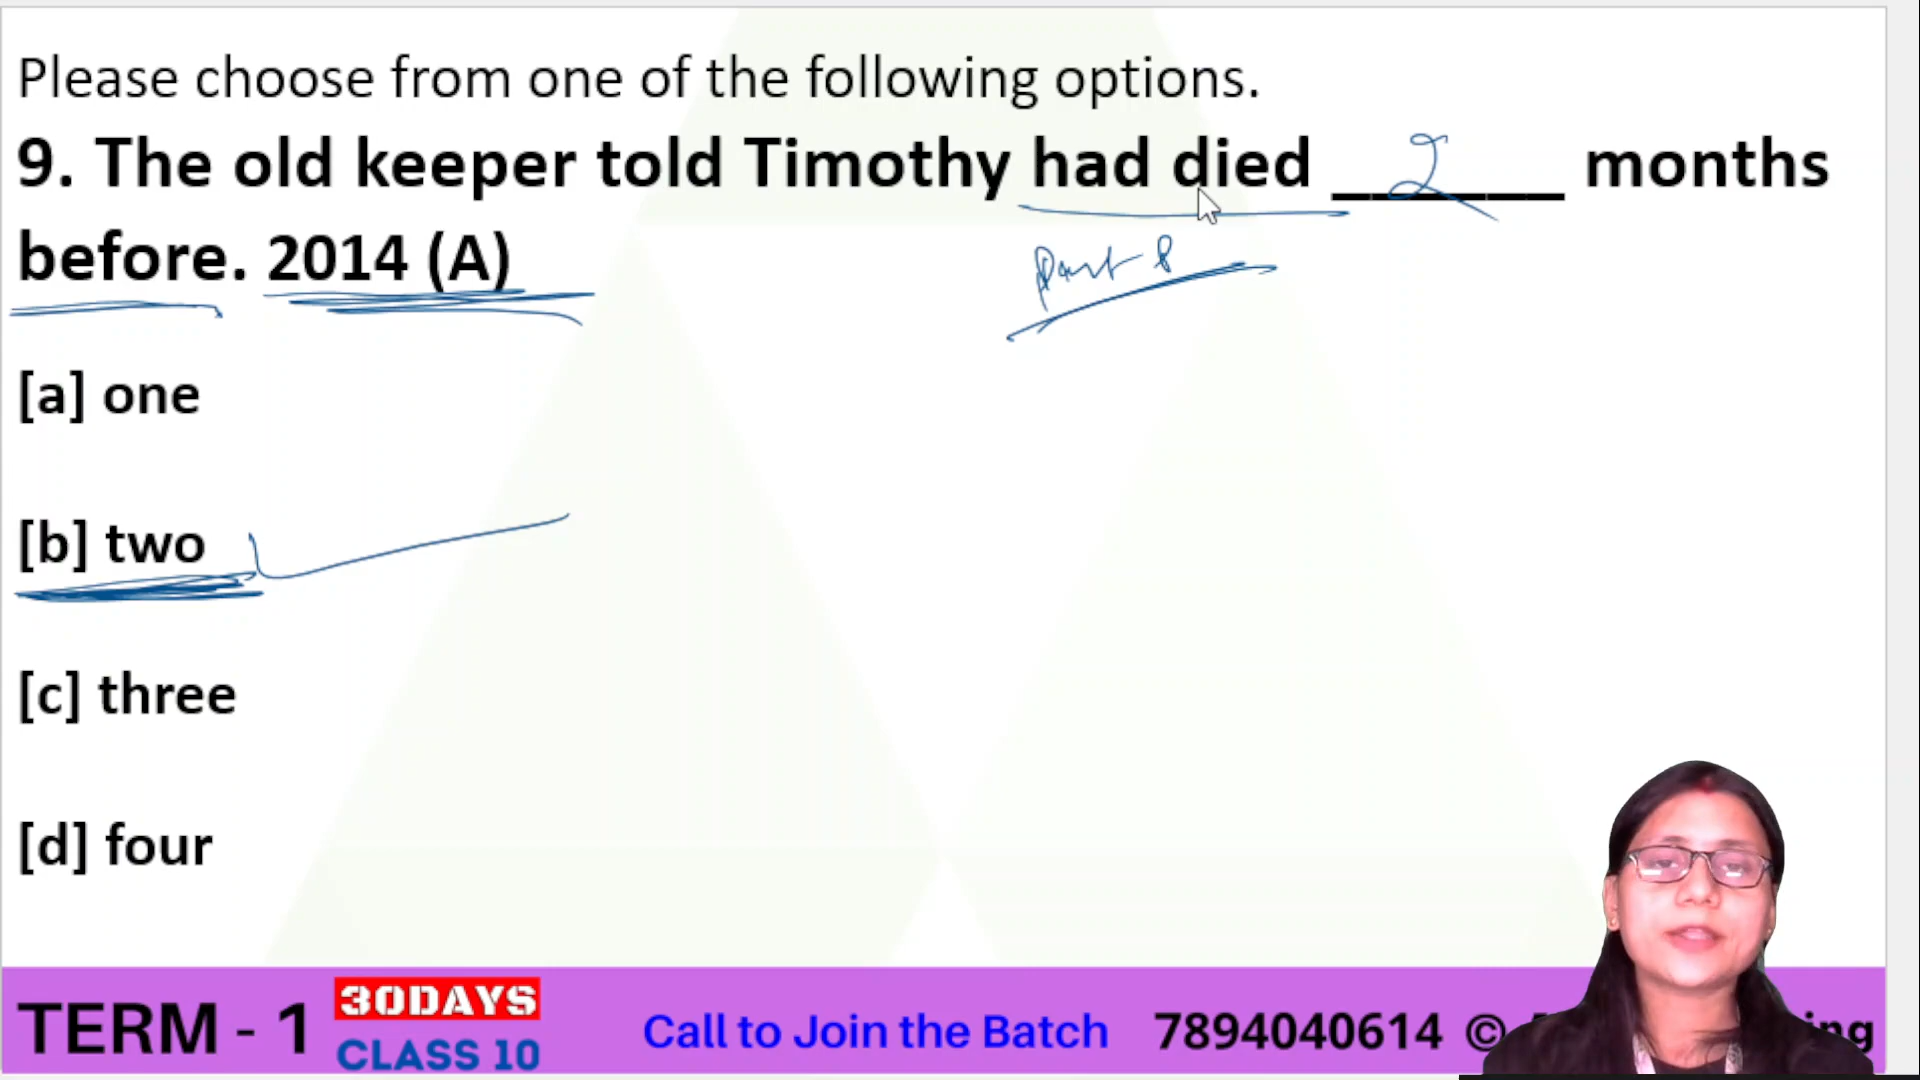 Please choose from one of the following options.
9. The old keeper told Timothy had died ______ months
2
before. 2014 (A)
Part
[a] one
[b] two
[c] three
[d] four
TERM - 1 30DAYS CLASS 10 Call to Join the Batch 7894040614 ©